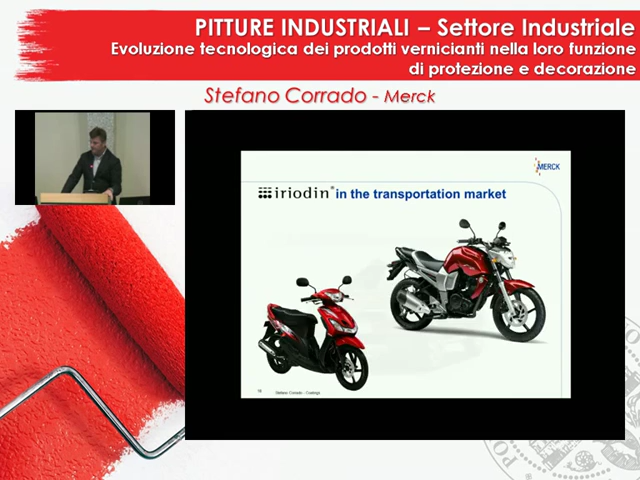 PITTURE INDUSTRIALI – Settore Industriale
Evoluzione tecnologica dei prodotti vernicianti nella loro funzione
di protezione e decorazione
Stefano Corrado - Merck
MERCK
iriodin® in the transportation market
Stefano Corrado - Coatings